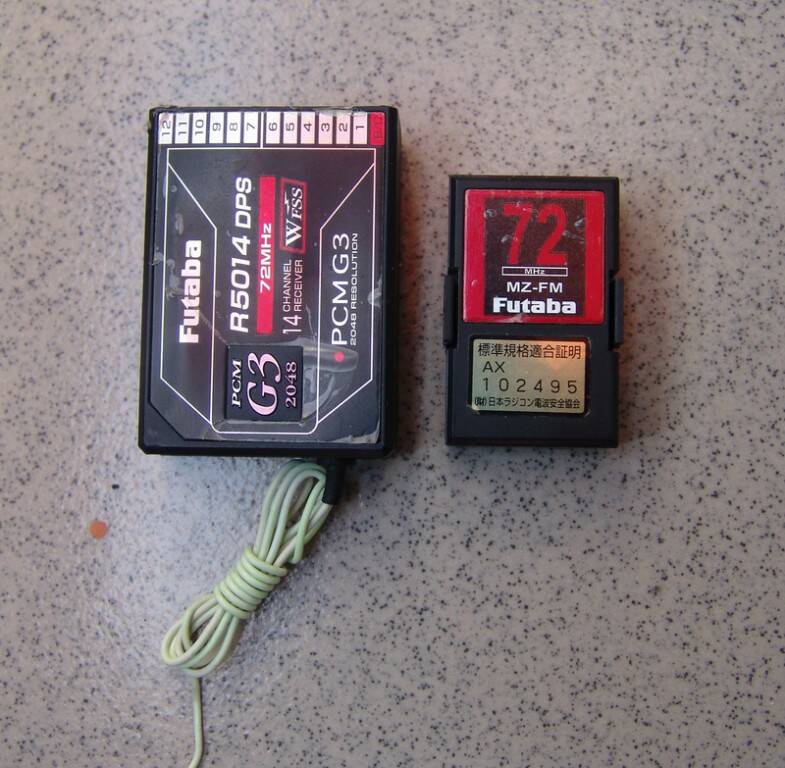 12 11 10 9 8 7 6 5 4 3 2 1
Futaba
R5014 DPS
72MHz
14 CHANNEL
RECEIVER
WFSS
PCMG3
2048 RESOLUTION
PCM
G3
2048
72
MHz
MZ-FM
Futaba
標準規格適合証明
AX
102495
(財)日本ラジコン電波安全協会